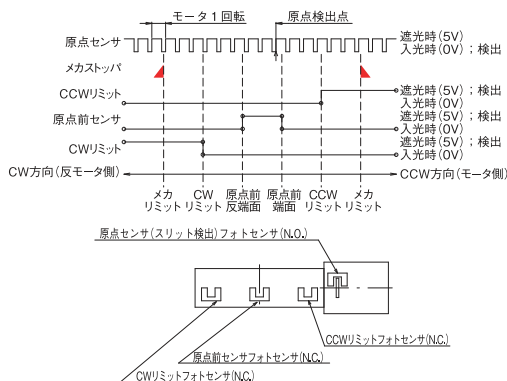 モータ1回転
原点検出点
原点センサ
遮光時(5V)
入光時(0V);検出
メカストッパ
CCWリミット
遮光時(5V);検出
入光時(0V)
原点前センサ
遮光時(5V);検出
入光時(0V)
CWリミット
遮光時(5V);検出
入光時(0V)
CW方向(反モータ側)
CCW方向(モータ側)
メカ
リミット
CW
リミット
原点前
反端面
原点前
端面
CCW
リミット
メカ
リミット
原点センサ(スリット検出)フォトセンサ(N.O.)
CCWリミットフォトセンサ(N.C.)
原点前センサフォトセンサ(N.C.)
CWリミットフォトセンサ(N.C.)